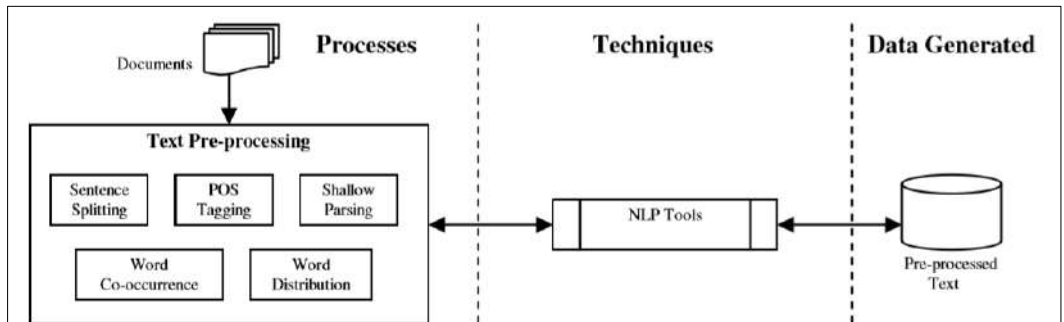 Processes
Techniques
Data Generated
Documents
Text Pre-processing
Sentence
Splitting
POS
Tagging
Shallow
Parsing
Word
Co-occurrence
Word
Distribution
NLP Tools
Pre-processed
Text